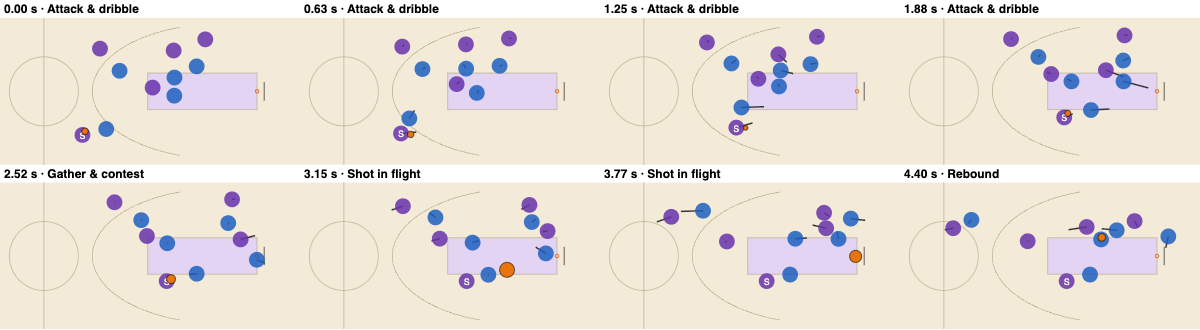 0.00 s · Attack & dribble
0.63 s · Attack & dribble
1.25 s · Attack & dribble
1.88 s · Attack & dribble
S
S
S
S
2.52 s · Gather & contest
3.15 s · Shot in flight
3.77 s · Shot in flight
4.40 s · Rebound
S
S
S
S